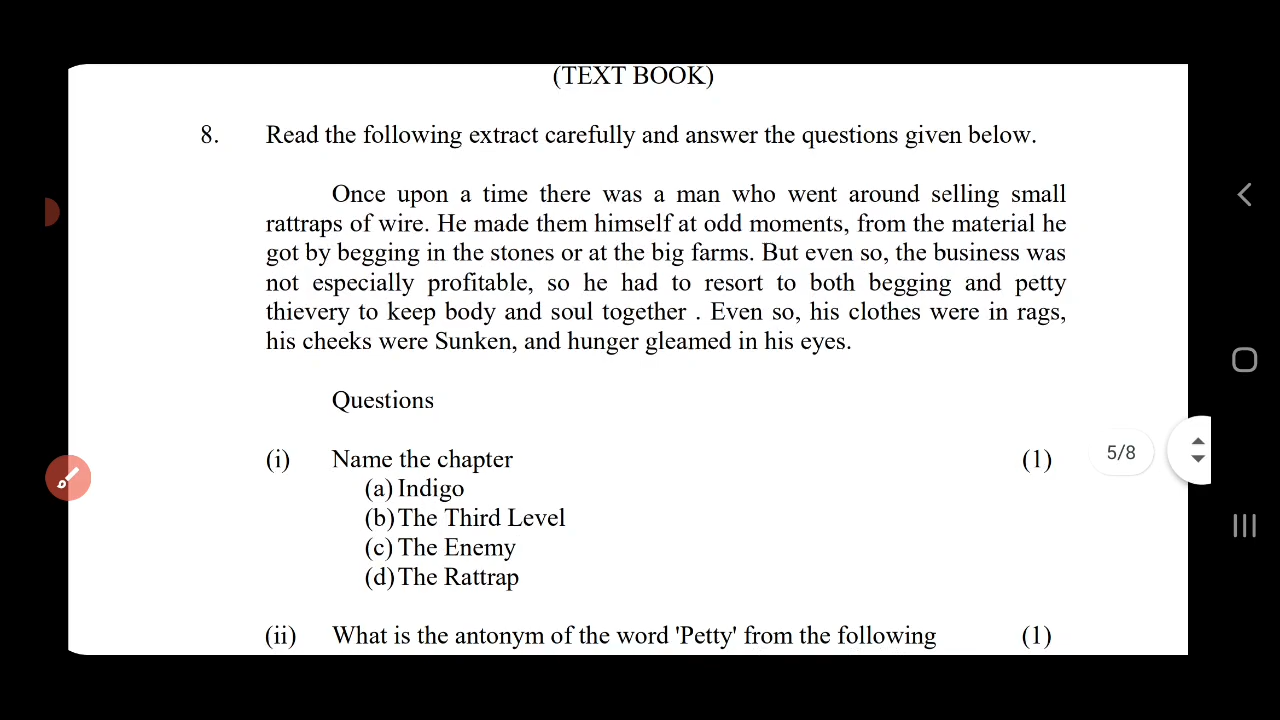 (TEXT BOOK)
8. Read the following extract carefully and answer the questions given below.
Once upon a time there was a man who went around selling small
rattraps of wire. He made them himself at odd moments, from the material he
got by begging in the stones or at the big farms. But even so, the business was
not especially profitable, so he had to resort to both begging and petty
thievery to keep body and soul together . Even so, his clothes were in rags,
his cheeks were Sunken, and hunger gleamed in his eyes.
Questions
(i) Name the chapter (1)
(a) Indigo
(b) The Third Level
(c) The Enemy
(d) The Rattrap
(ii) What is the antonym of the word 'Petty' from the following (1)
5/8